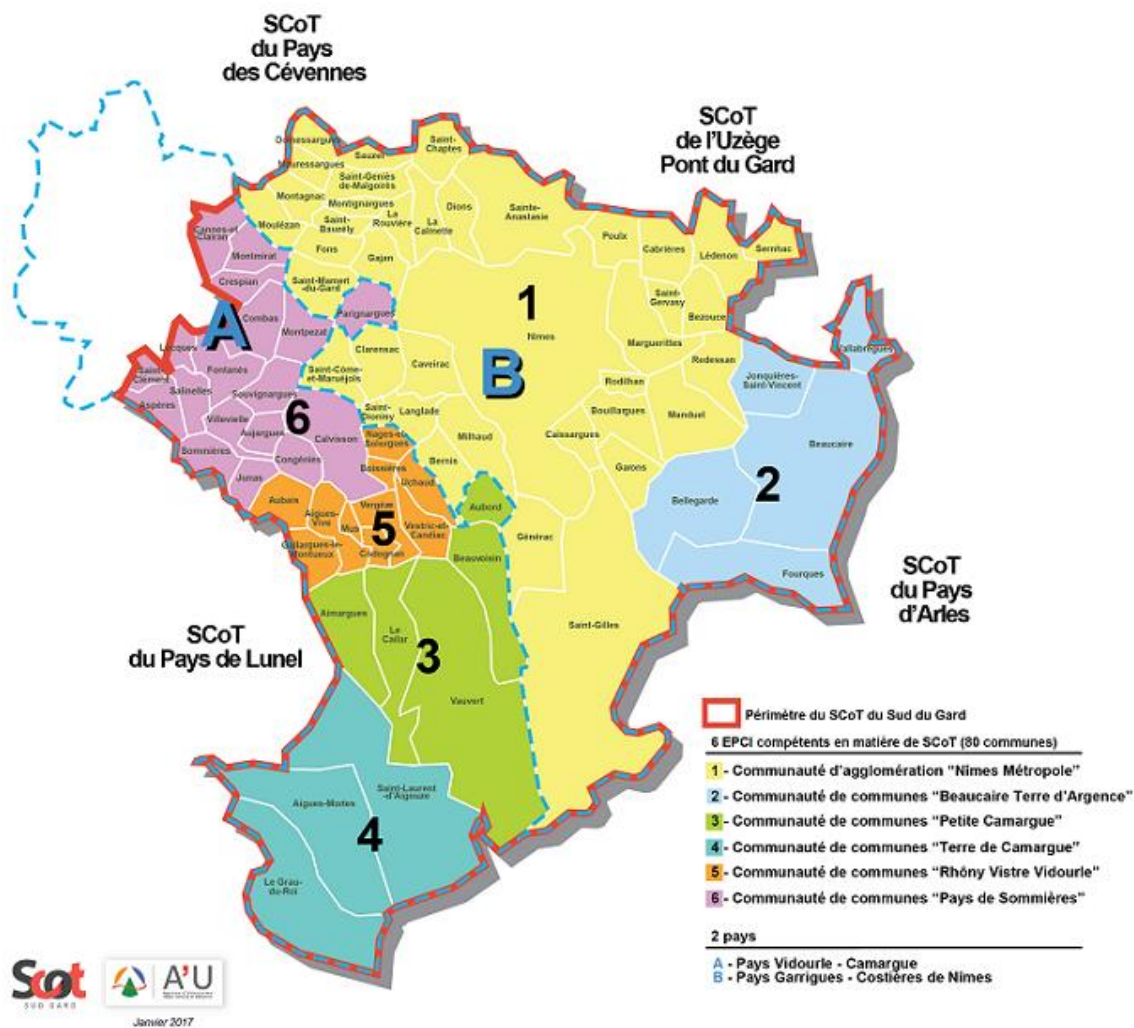 SCoT
du Pays
des Cévennes
SCoT
de l'Uzège
Pont du Gard
Domessargues
Mauressargues
Sauzet
Saint-
Chaptes
Saint-Geniès
de-Malgoirès
Montagnac
Montignargues
Moulézan
Saint-
Bauzély
La
Rouvière
La
Calmette
Dions
Sainte-
Anastasie
Fons
Gajan
Saint-Mamert
du-Gard
Poulx
Cabrières
Lédenon
Sernhac
Saint-
Gervasy
Bezouce
Cannes-et
Clairan
Montmirat
Crespian
A
Combas
Montpezat
Parignargues
1
Nîmes
B
Marguerittes
Redessan
Vallabrègues
Jonquières-
Saint-Vincent
Lecques
Fontanès
Saint-
Clément
Salinelles
Aspères
Souvignargues
Villevielle
6
Aujargues
Calvisson
Sommières
Congénies
Junas
Clarensac
Caveirac
Saint-Côme-
et-Maruéjols
Saint-
Dionisy
Langlade
Milhaud
Bernis
Rodilhan
Bouillargues
Manduel
Caissargues
Garons
Beaucaire
2
Bellegarde
Fourques
Nages-et-
Solorgues
Boissières
Uchaud
Aubais
Aigues-
Vive
Mus
Vergèze
5
Vestric-et-
Candiac
Gallargues-le-
Montueux
Codognan
Aubord
Beauvoisin
Générac
Saint-Gilles
SCoT
du Pays
d'Arles
SCoT
du Pays de Lunel
Aimargues
Le
Cailar
3
Vauvert
Saint-Laurent
-d'Aigouze
Aigues-Mortes
4
Le Grau-
du-Roi
Périmètre du SCoT du Sud du Gard
6 EPCI compétents en matière de SCoT (80 communes)
1 - Communauté d'agglomération "Nîmes Métropole"
2 - Communauté de communes "Beaucaire Terre d'Argence"
3 - Communauté de communes "Petite Camargue"
4 - Communauté de communes "Terre de Camargue"
5 - Communauté de communes "Rhôny Vistre Vidourle"
6 - Communauté de communes "Pays de Sommières"
2 pays
A - Pays Vidourle - Camargue
B - Pays Garrigues - Costières de Nîmes
Scot
SUD GARD
A'U
Janvier 2017